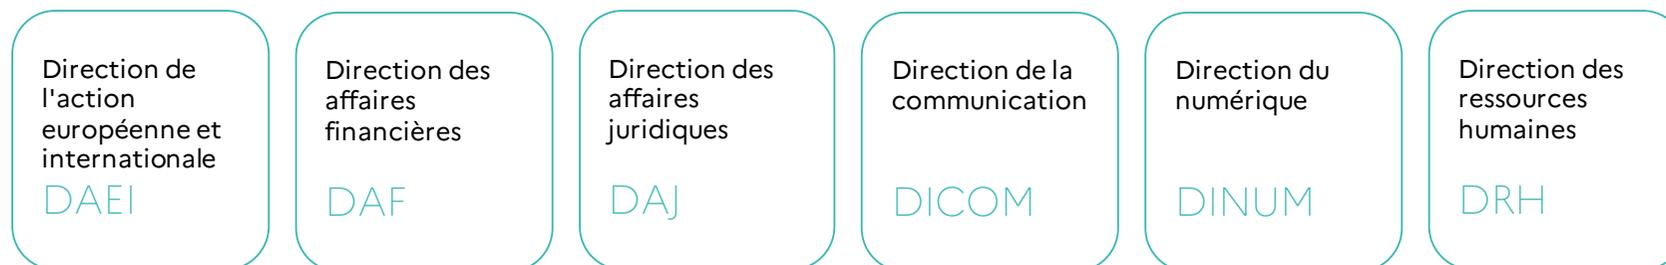 Direction de
l'action
européenne et
internationale
DAEI
Direction des
affaires
financières
DAF
Direction des
affaires
juridiques
DAJ
Direction de la
communication
DICOM
Direction du
numérique
DINUM
Direction des
ressources
humaines
DRH